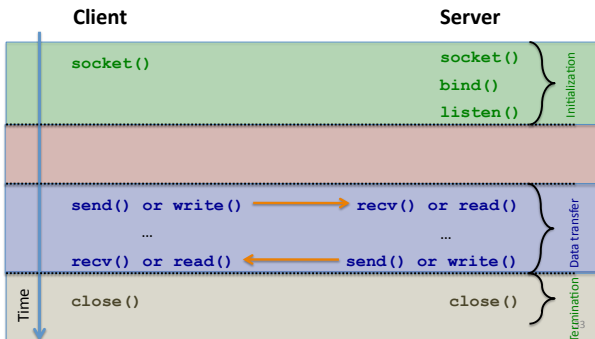 Client Server
socket() socket()
bind()
listen()
Initialization
send() or write() recv() or read()
… …
recv() or read() send() or write()
Data transfer
close() close()
Termination
Time